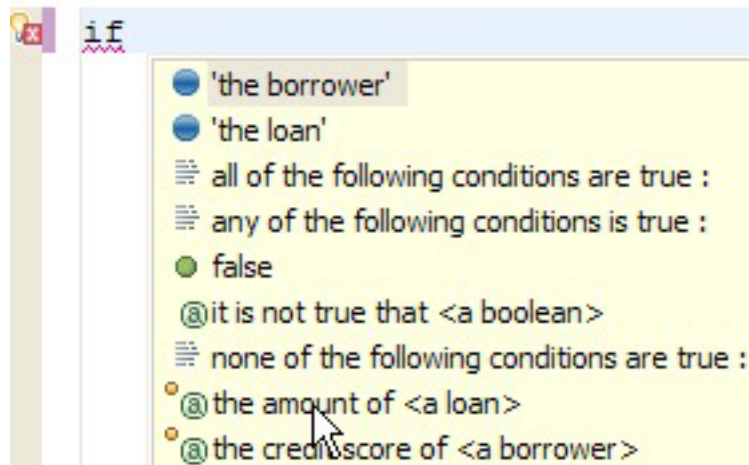 if
'the borrower'
'the loan'
all of the following conditions are true :
any of the following conditions is true :
false
@it is not true that <a boolean>
none of the following conditions are true :
@the amount of <a loan>
@the credit score of <a borrower>